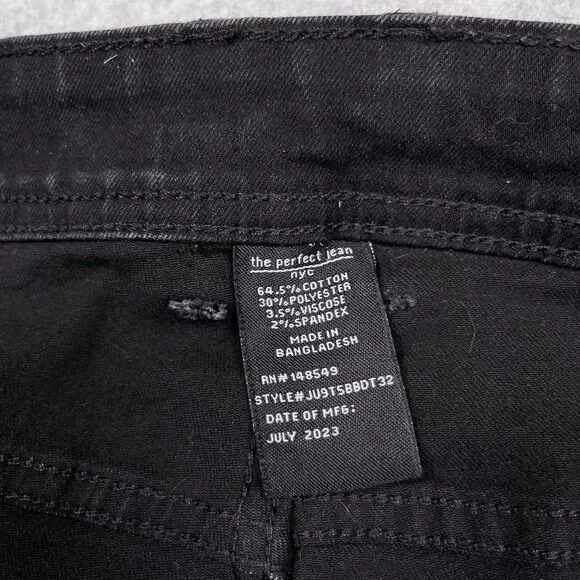 the perfect jean
nyc
64.5% COTTON
30% POLYESTER
3.5% VISCOSE
2% SPANDEX
MADE IN
BANGLADESH
RN# 148549
STYLE# JU9T5BBDT32
DATE OF MFG:
JULY 2023